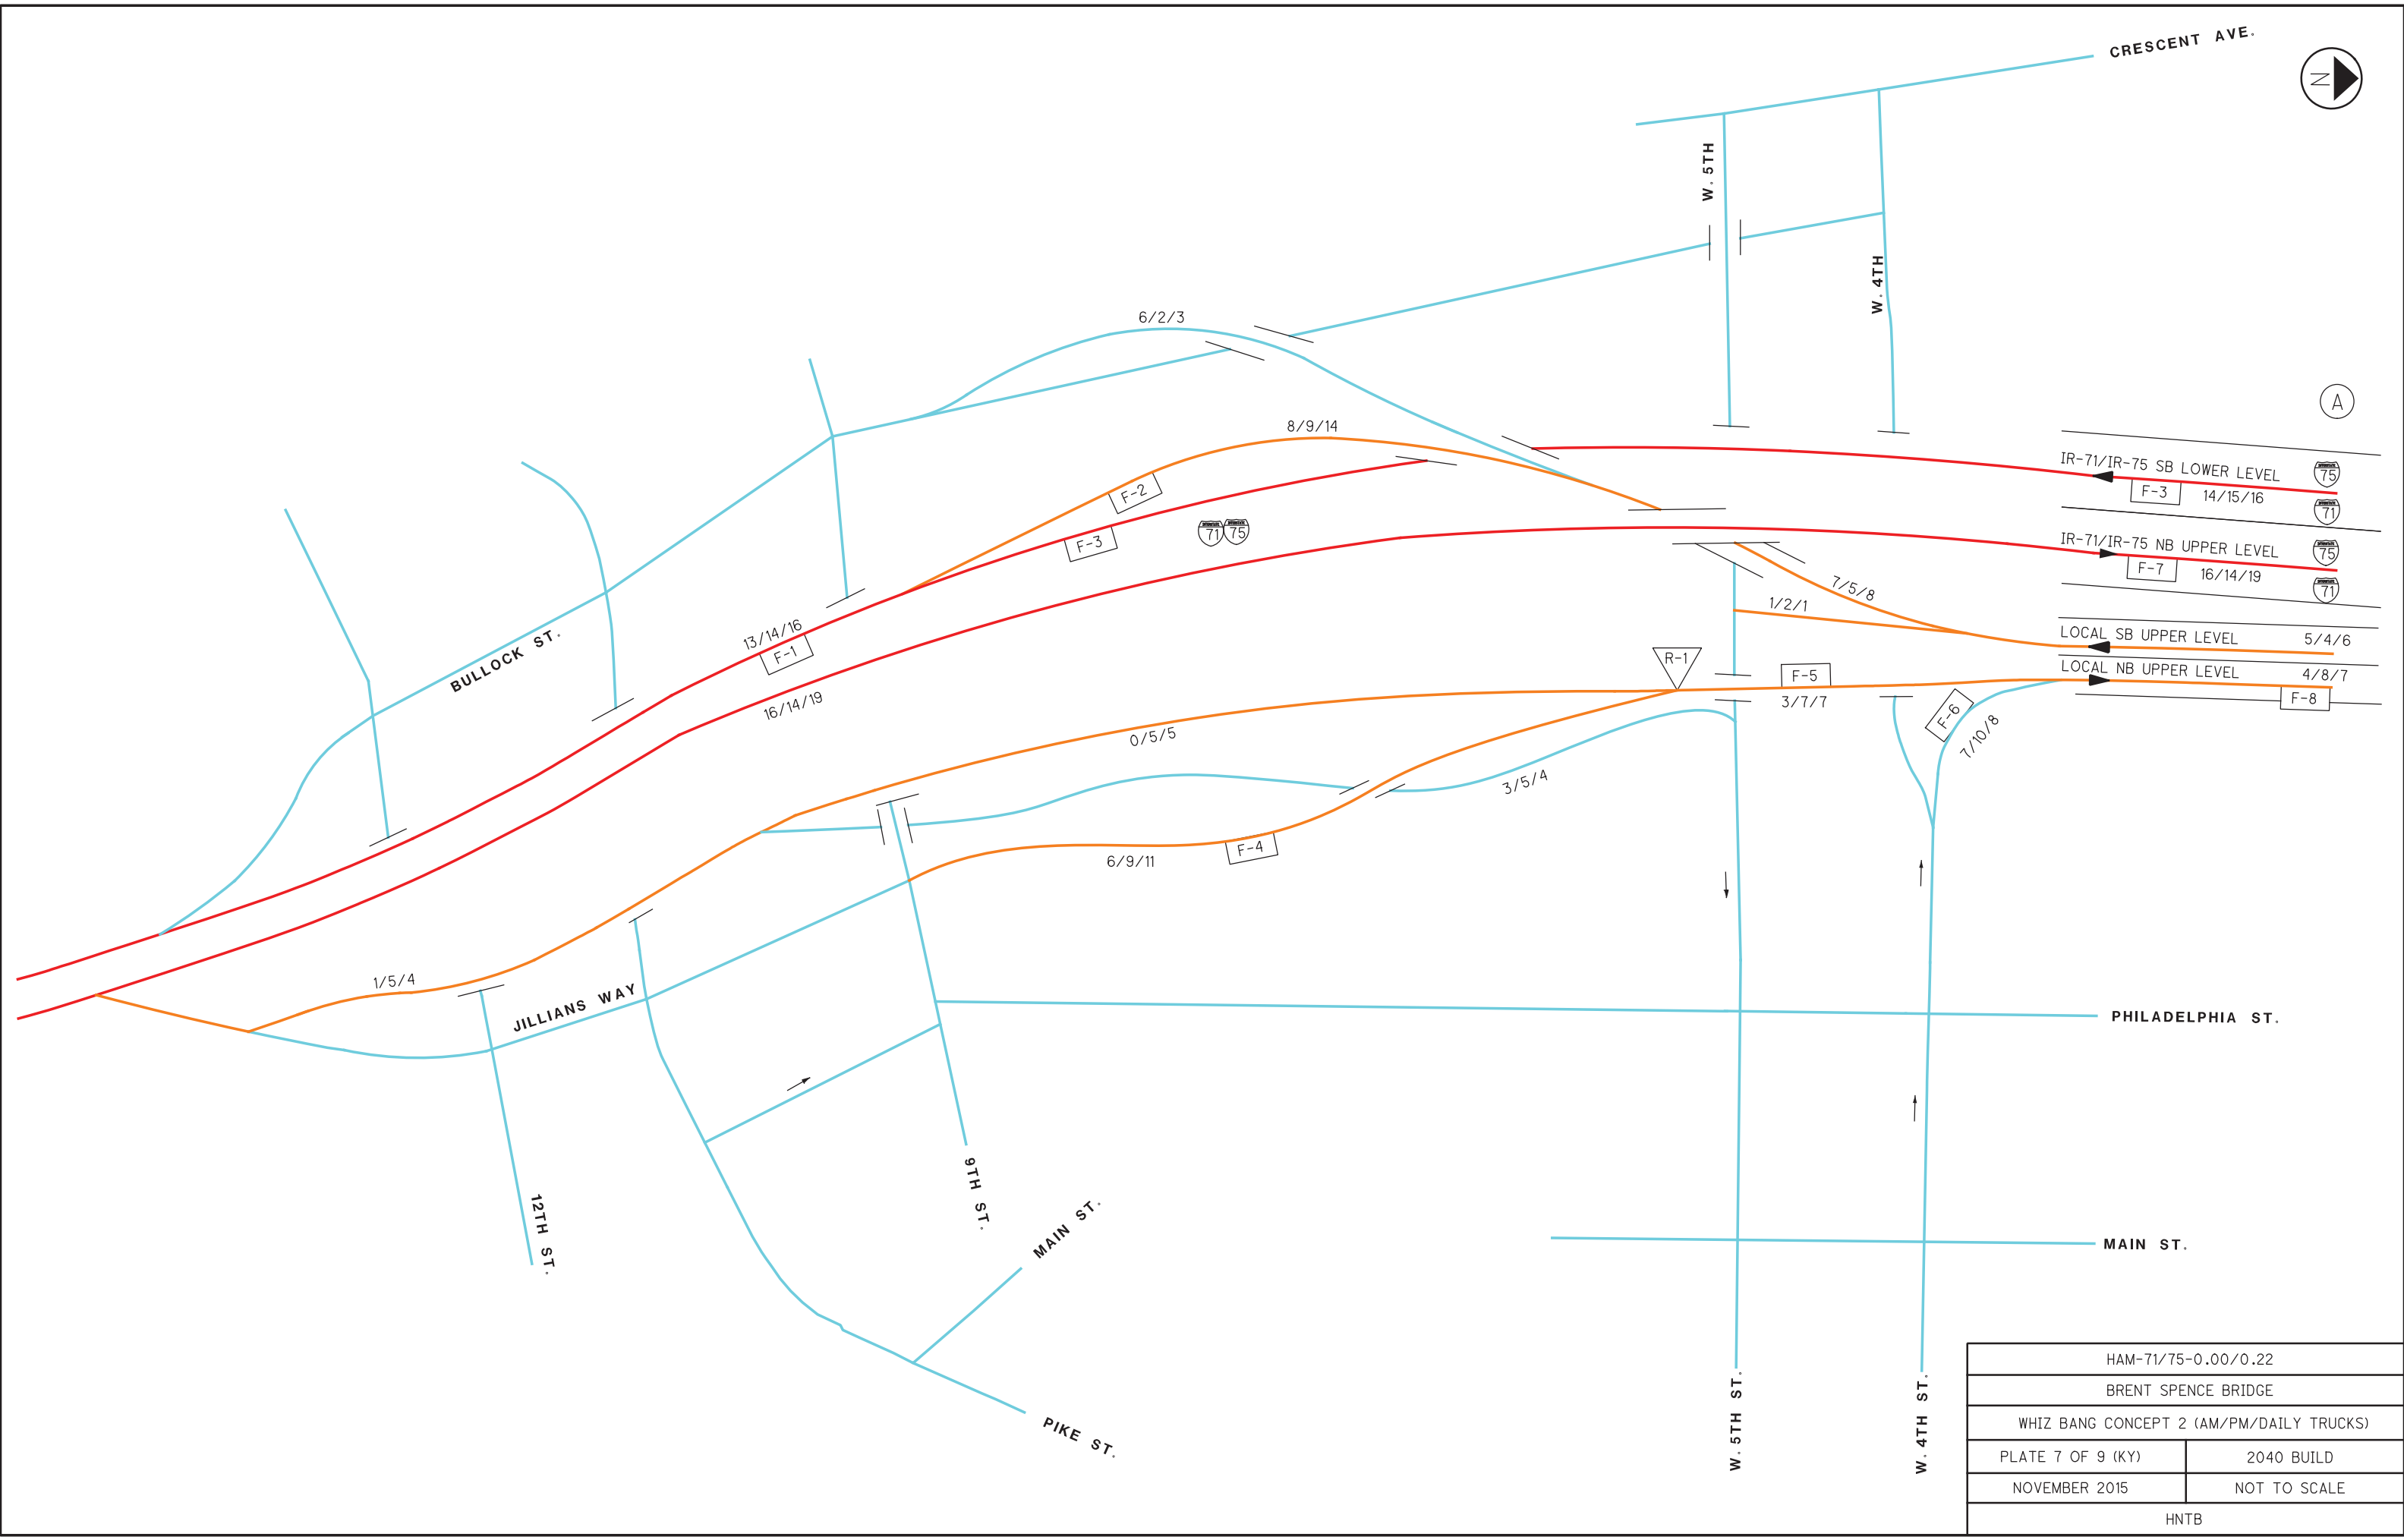 CRESCENT AVE.
N
W. 5TH
W. 4TH
6/2/3
A
8/9/14
IR-71/IR-75 SB LOWER LEVEL
75
F-3
14/15/16
71
F-2
F-3
71
75
IR-71/IR-75 NB UPPER LEVEL
75
F-7
16/14/19
71
7/5/8
1/2/1
LOCAL SB UPPER LEVEL
5/4/6
13/14/16
F-1
BULLOCK ST.
R-1
F-5
3/7/7
LOCAL NB UPPER LEVEL
4/8/7
F-8
F-6
7/10/8
16/14/19
0/5/5
3/5/4
6/9/11
F-4
1/5/4
JILLIANS WAY
PHILADELPHIA ST.
12TH ST.
9TH ST.
MAIN ST.
MAIN ST.
PIKE ST.
W. 5TH ST.
W. 4TH ST.
HAM-71/75-0.00/0.22
BRENT SPENCE BRIDGE
WHIZ BANG CONCEPT 2 (AM/PM/DAILY TRUCKS)
PLATE 7 OF 9 (KY)
2040 BUILD
NOVEMBER 2015
NOT TO SCALE
HNTB